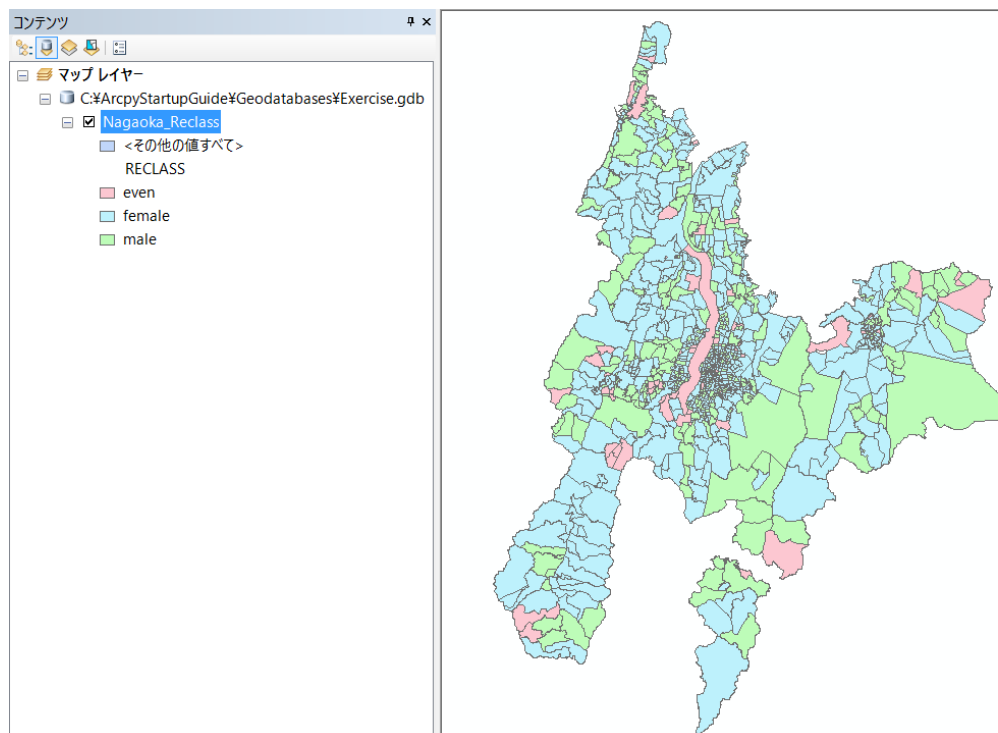 コンテンツ
マップ レイヤー
C:¥ArcpyStartupGuide¥Geodatabases¥Exercise.gdb
Nagaoka_Reclass
<その他の値すべて>
RECLASS
even
female
male